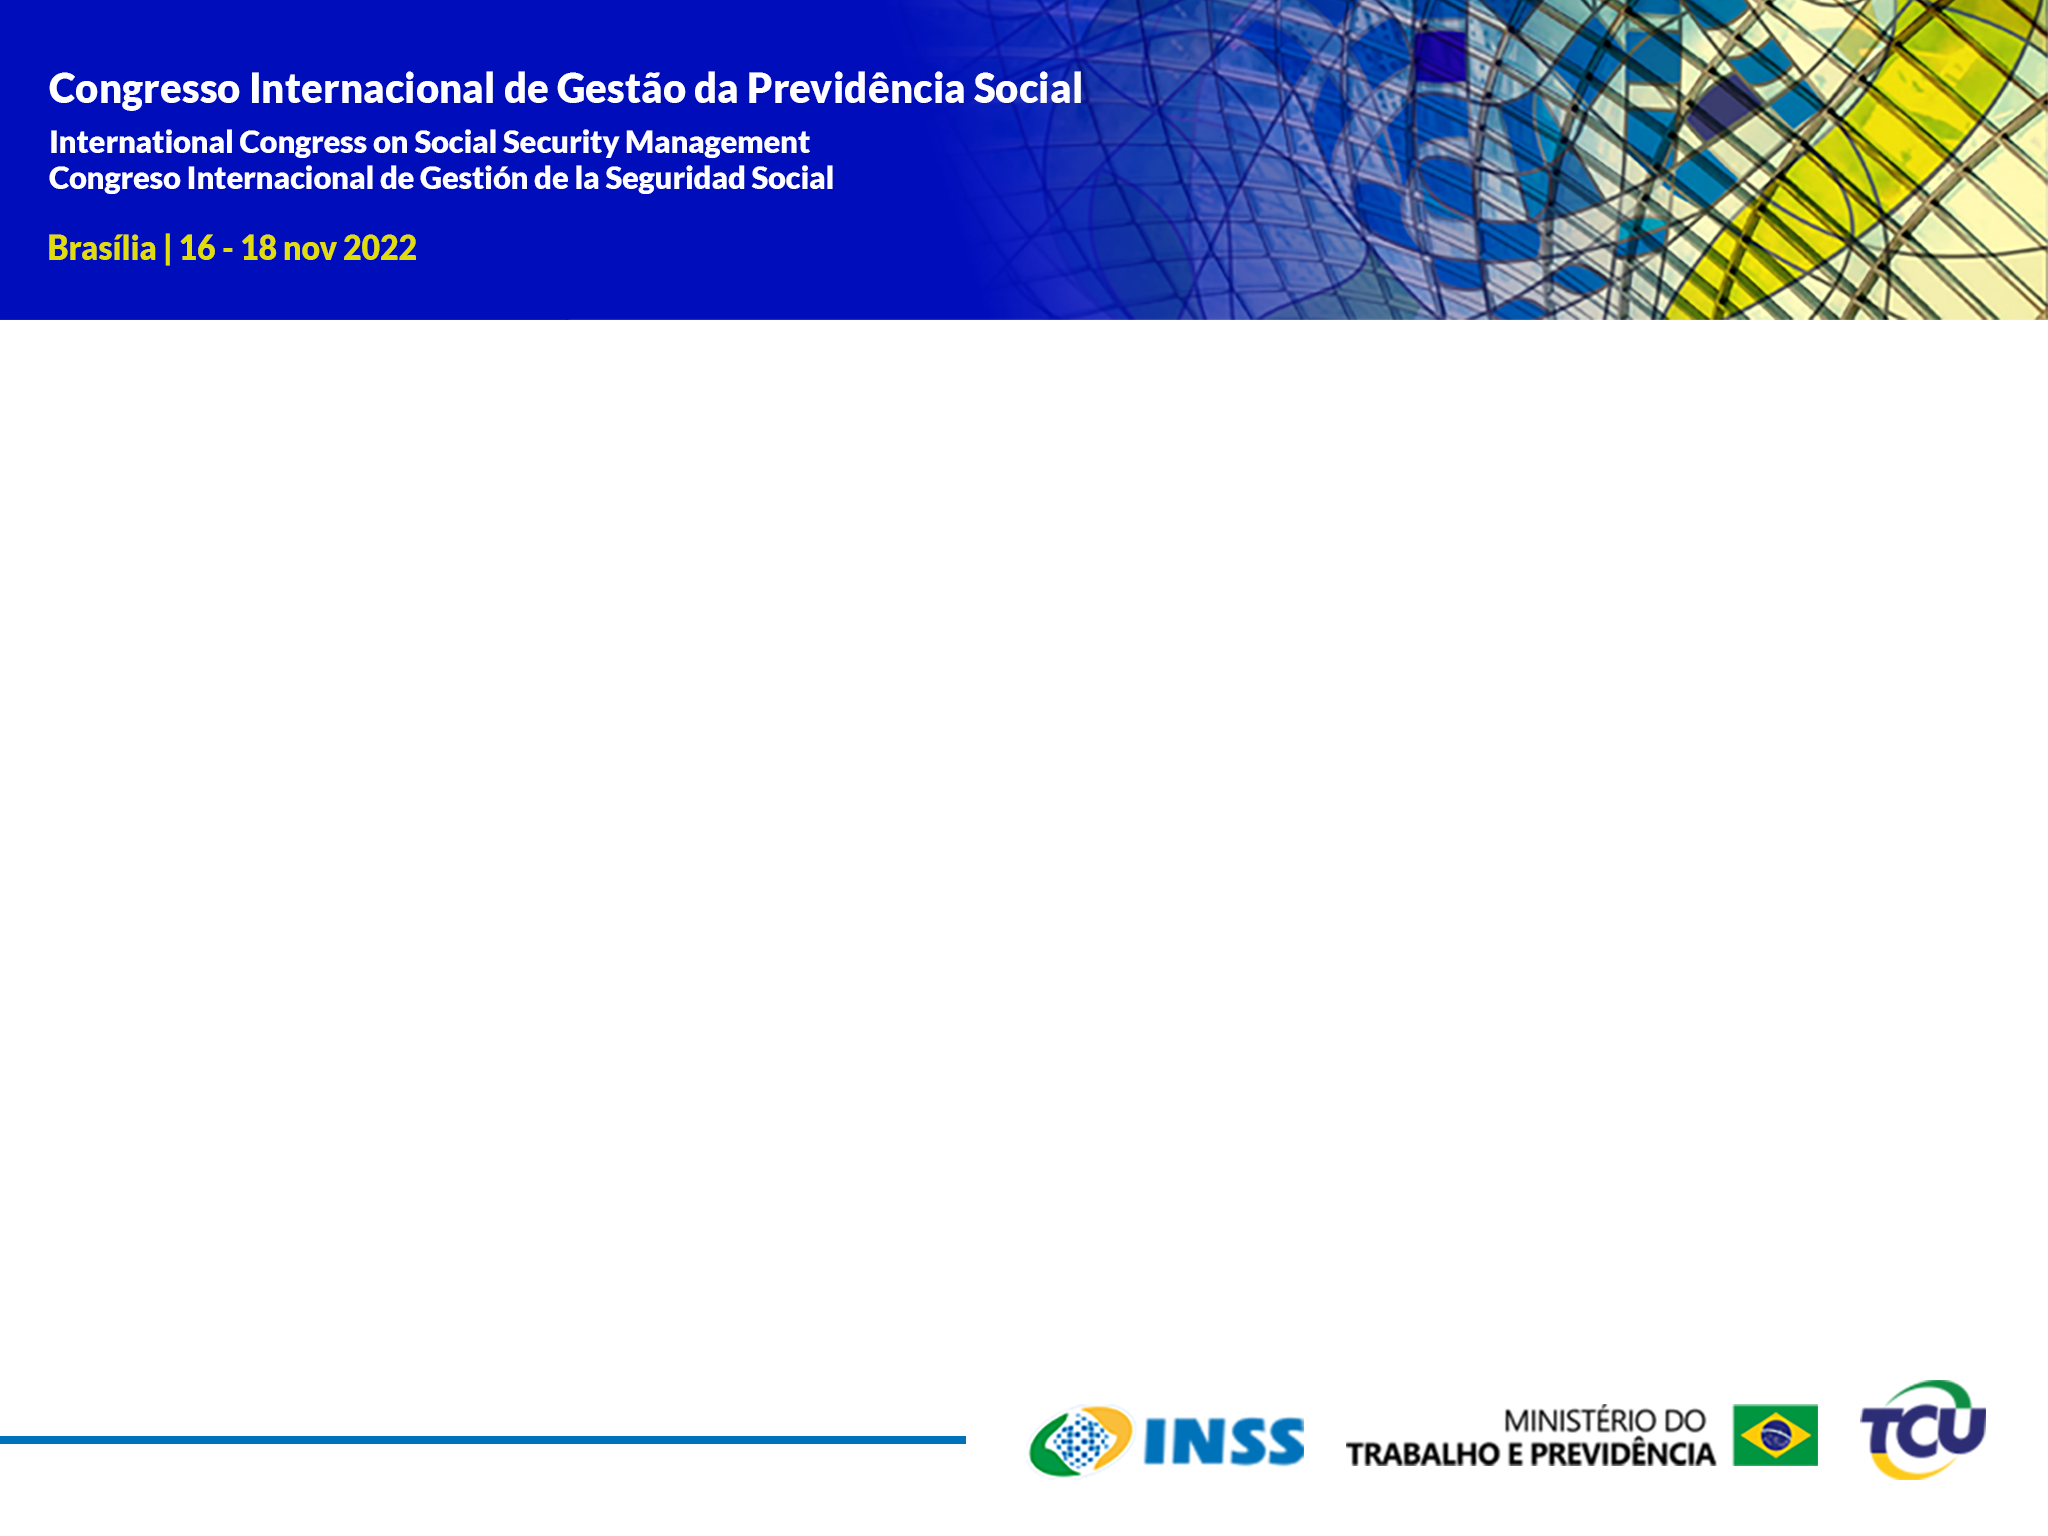 Congresso Internacional de Gestão da Previdência Social
International Congress on Social Security Management
Congreso Internacional de Gestión de la Seguridad Social
Brasília | 16 - 18 nov 2022
INSS
MINISTÉRIO DO
TRABALHO E PREVIDÊNCIA
TCU